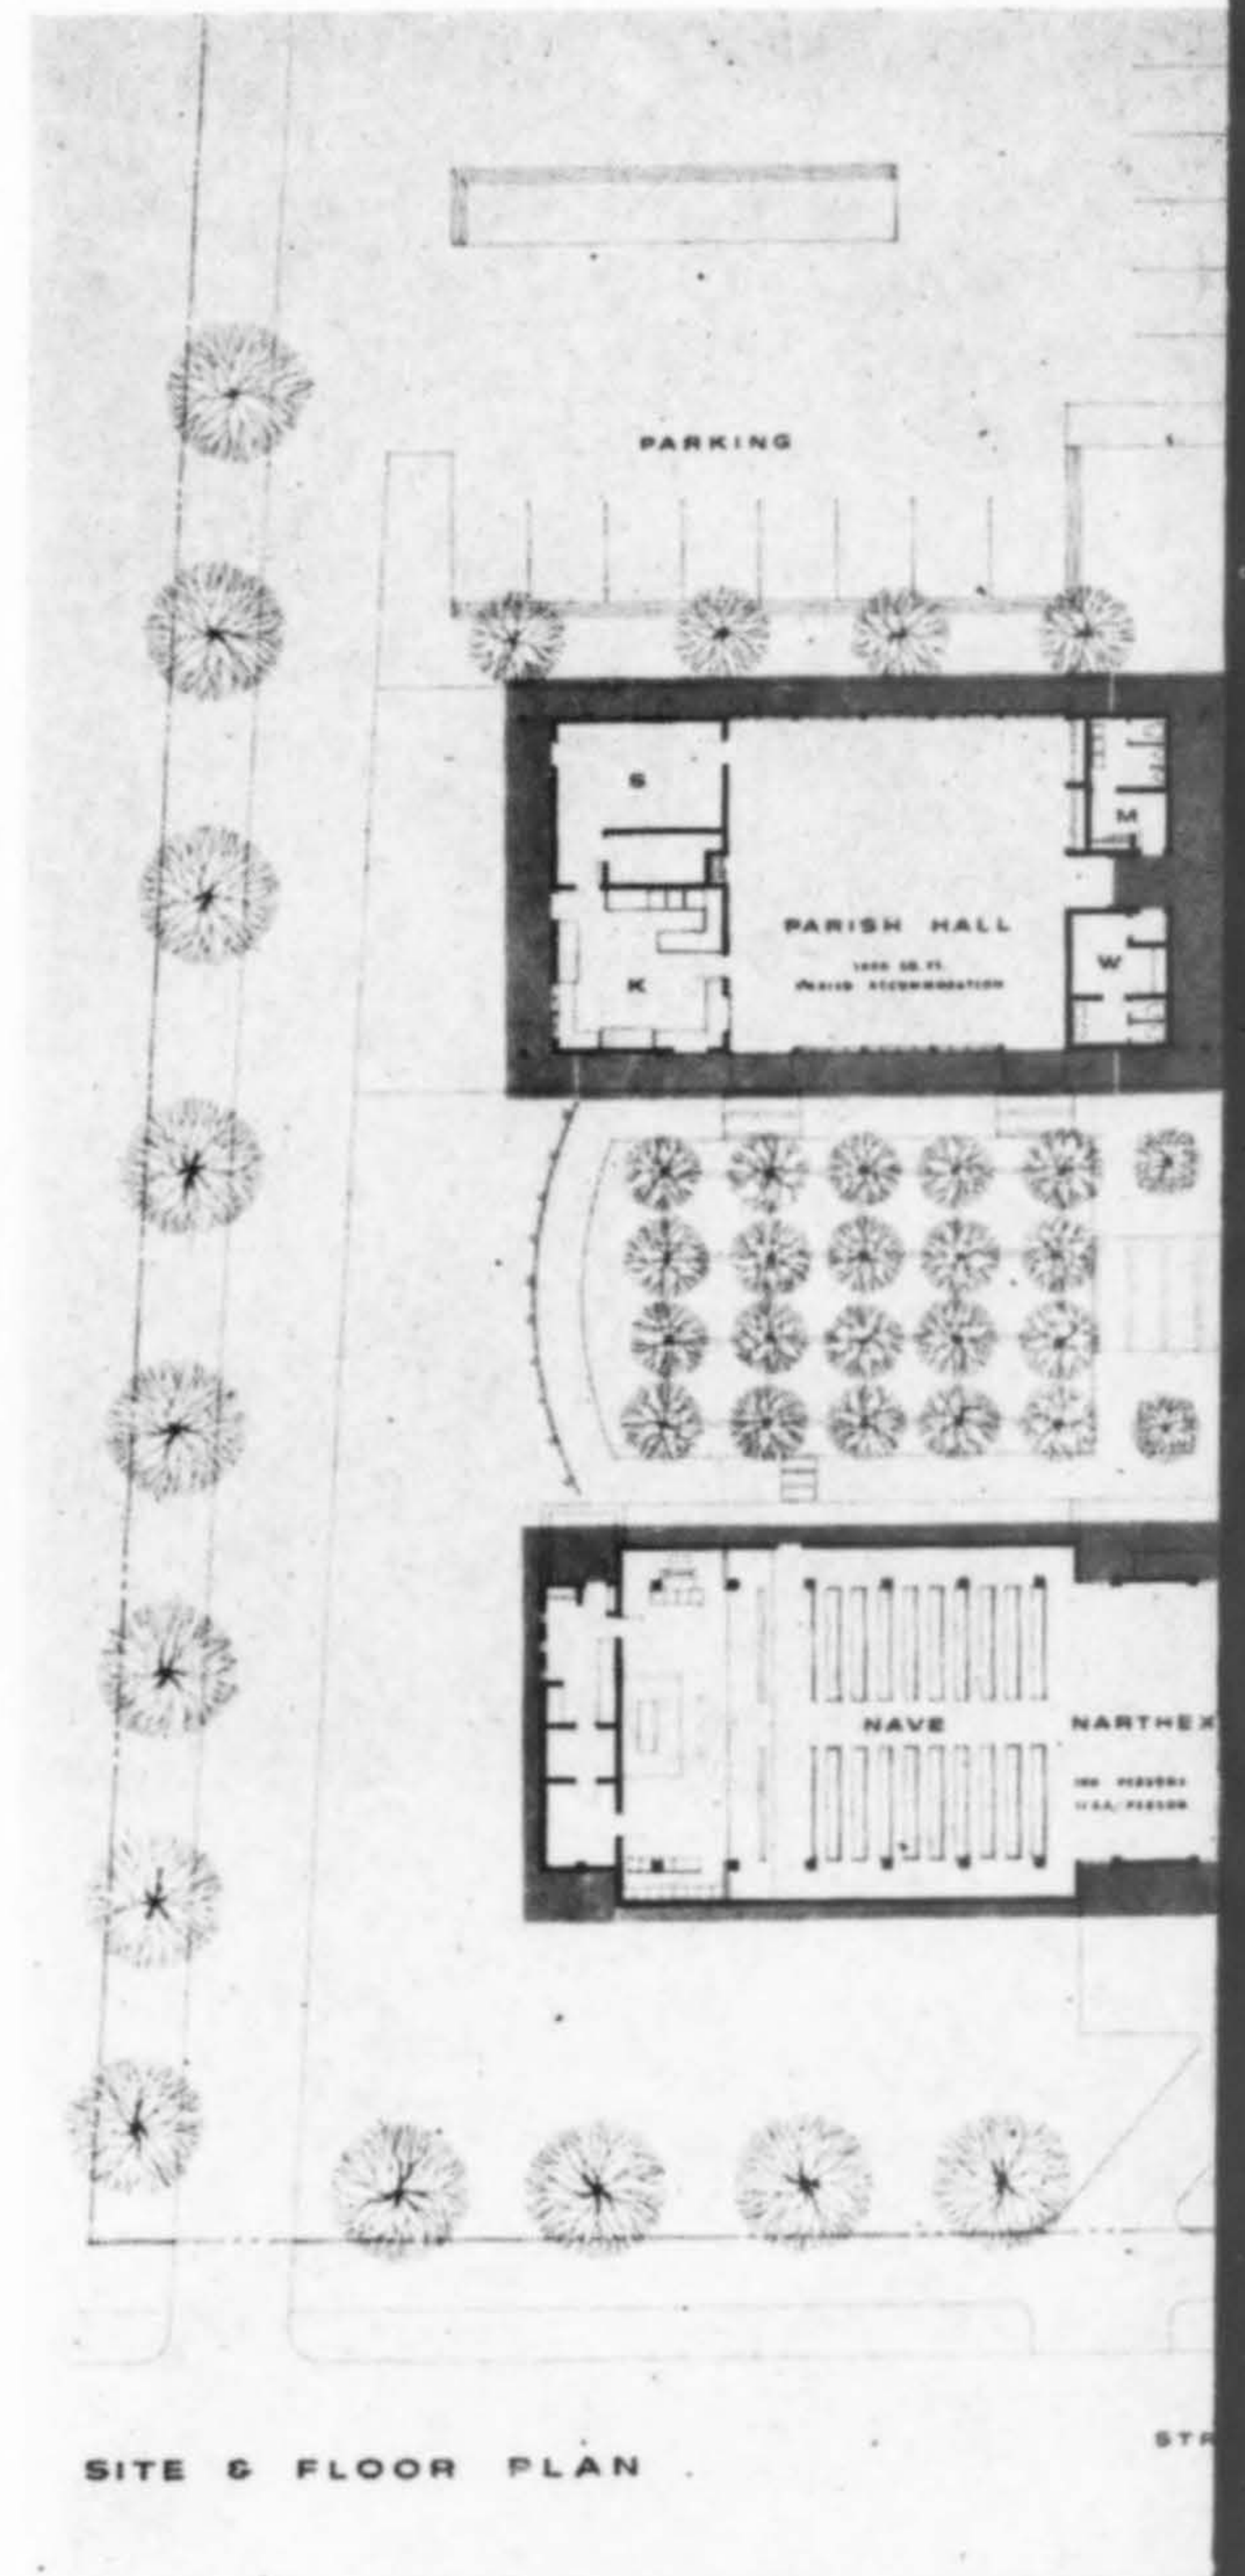 PARKING
S
M
PARISH HALL
W
K
NAVE
NARTHEX
SITE & FLOOR PLAN